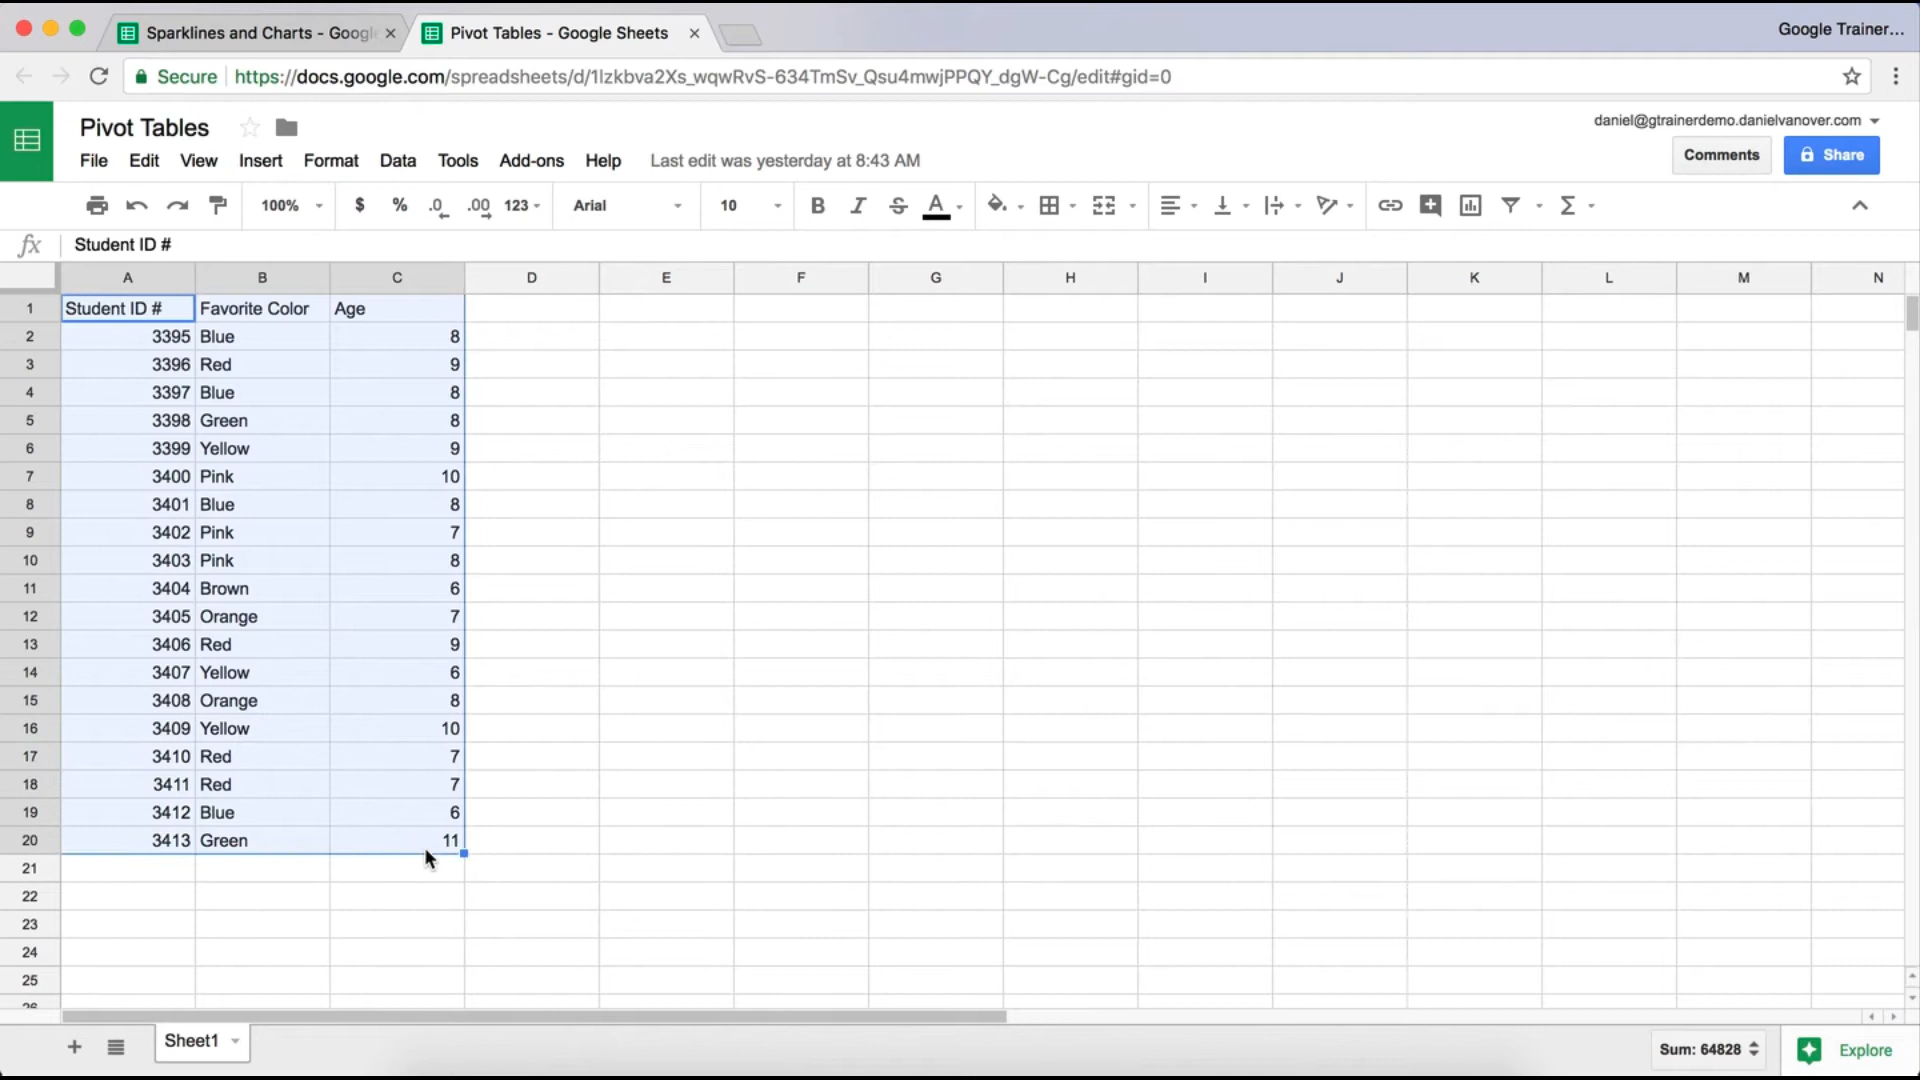 Sparklines and Charts - Googl
Pivot Tables - Google Sheets
Google Trainer...
Secure
https://docs.google.com/spreadsheets/d/1lzkbva2Xs_wqwRvS-634TmSv_Qsu4mwjPPQY_dgW-Cg/edit#gid=0
Pivot Tables
daniel@gtrainerdemo.danielvanover.com
File Edit View Insert Format Data Tools Add-ons Help Last edit was yesterday at 8:43 AM
Comments
Share
100% $ % .0 .00 123 Arial 10 B I S A Σ
fx Student ID #
A B C D E F G H I J K L M N
1 Student ID # Favorite Color Age
2 3395 Blue 8
3 3396 Red 9
4 3397 Blue 8
5 3398 Green 8
6 3399 Yellow 9
7 3400 Pink 10
8 3401 Blue 8
9 3402 Pink 7
10 3403 Pink 8
11 3404 Brown 6
12 3405 Orange 7
13 3406 Red 9
14 3407 Yellow 6
15 3408 Orange 8
16 3409 Yellow 10
17 3410 Red 7
18 3411 Red 7
19 3412 Blue 6
20 3413 Green 11
21
22
23
24
25
26
Sheet1
Sum: 64828
Explore